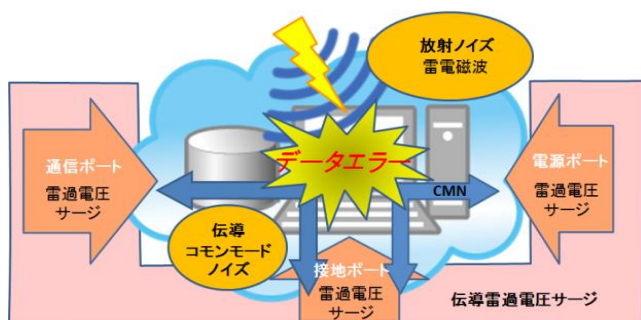 放射ノイズ
雷電磁波
通信ポート
雷過電圧
サージ
データエラー
電源ポート
雷過電圧
サージ
CMN
伝導
コモンモード
ノイズ
接地ポート
雷過電圧
サージ
伝導雷過電圧サージ